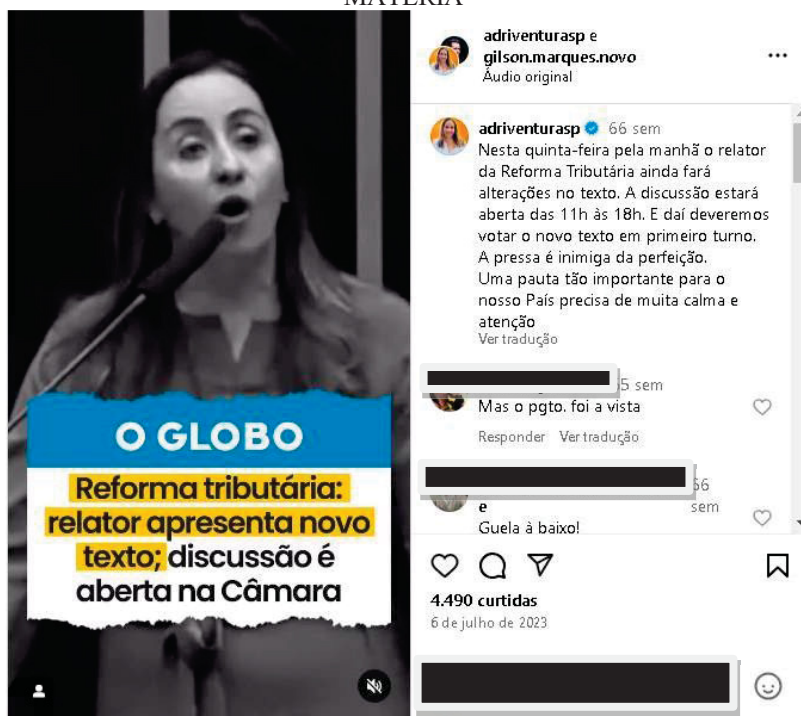 MATÉRIA
O GLOBO
Reforma tributária:
relator apresenta novo
texto; discussão é
aberta na Câmara
adriventurasp e
gilson.marques.novo
Áudio original
adriventurasp 66 sem
Nesta quinta-feira pela manhã o relator
da Reforma Tributária ainda fará
alterações no texto. A discussão estará
aberta das 11h às 18h. E daí deveremos
votar o novo texto em primeiro turno.
A pressa é inimiga da perfeição.
Uma pauta tão importante para o
nosso País precisa de muita calma e
atenção
Ver tradução
sem
Mas o pgto. foi a vista
Responder Ver tradução
66
e sem
Guela à baixo!
4.490 curtidas
6 de julho de 2023